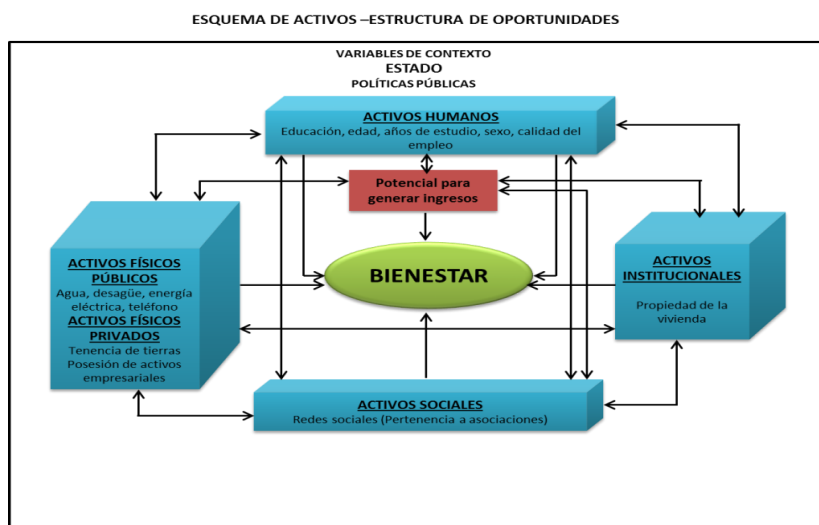 ESQUEMA DE ACTIVOS –ESTRUCTURA DE OPORTUNIDADES
VARIABLES DE CONTEXTO
ESTADO
POLÍTICAS PÚBLICAS
ACTIVOS HUMANOS
Educación, edad, años de estudio, sexo, calidad del
empleo
Potencial para
generar ingresos
BIENESTAR
ACTIVOS FÍSICOS
PÚBLICOS
Agua, desagüe, energía
eléctrica, teléfono
ACTIVOS FÍSICOS
PRIVADOS
Tenencia de tierras
Posesión de activos
empresariales
ACTIVOS
INSTITUCIONALES
Propiedad de la
vivienda
ACTIVOS SOCIALES
Redes sociales (Pertenencia a asociaciones)